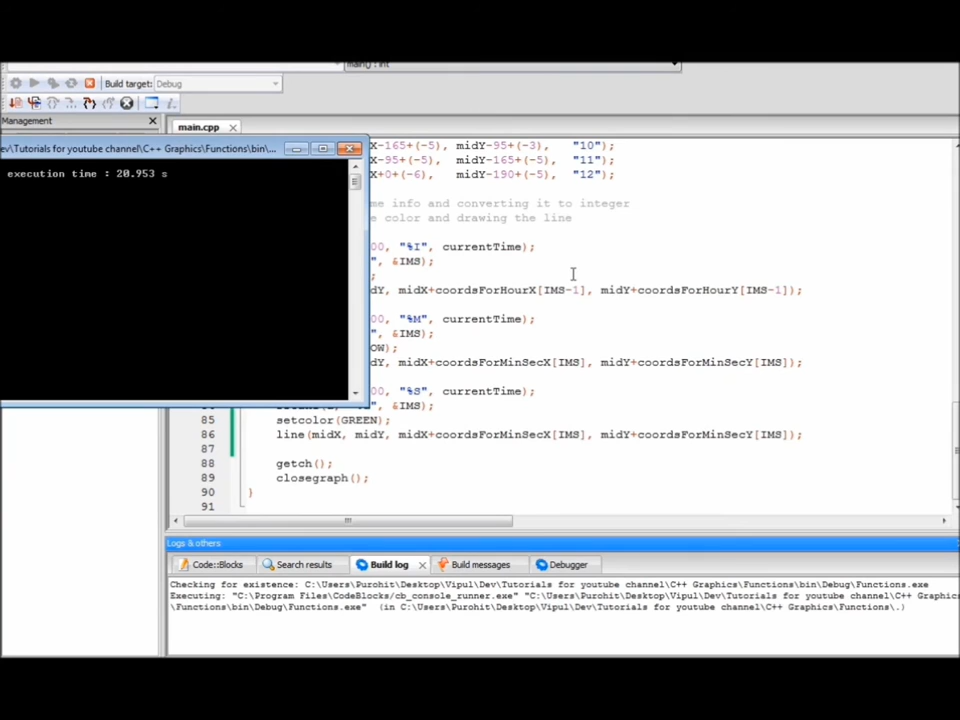 main() : int
Build target: Debug
Management
main.cpp
ev\Tutorials for youtube channel\C++ Graphics\Functions\bin\...
execution time : 20.953 s
X-165+(-5), midY-95+(-3), "10");
X-95+(-5), midY-165+(-5), "11");
X+0+(-6), midY-190+(-5), "12");
me info and converting it to integer
e color and drawing the line
00, "%I", currentTime);
", &IMS);
;
dY, midX+coordsForHourX[IMS-1], midY+coordsForHourY[IMS-1]);
00, "%M", currentTime);
", &IMS);
OW);
dY, midX+coordsForMinSecX[IMS], midY+coordsForMinSecY[IMS]);
00, "%S", currentTime);
", &IMS);
85 setcolor(GREEN);
86 line(midX, midY, midX+coordsForMinSecX[IMS], midY+coordsForMinSecY[IMS]);
87
88 getch();
89 closegraph();
90 }
91
Logs & others
Code::Blocks
Search results
Build log
Build messages
Debugger
Checking for existence: C:\Users\Purohit\Desktop\Vipul\Dev\Tutorials for youtube channel\C++ Graphics\Functions\bin\Debug\Functions.exe
Executing: "C:\Program Files\CodeBlocks/cb_console_runner.exe" "C:\Users\Purohit\Desktop\Vipul\Dev\Tutorials for youtube channel\C++ Graphics
\Functions\bin\Debug\Functions.exe" (in C:\Users\Purohit\Desktop\Vipul\Dev\Tutorials for youtube channel\C++ Graphics\Functions\.)